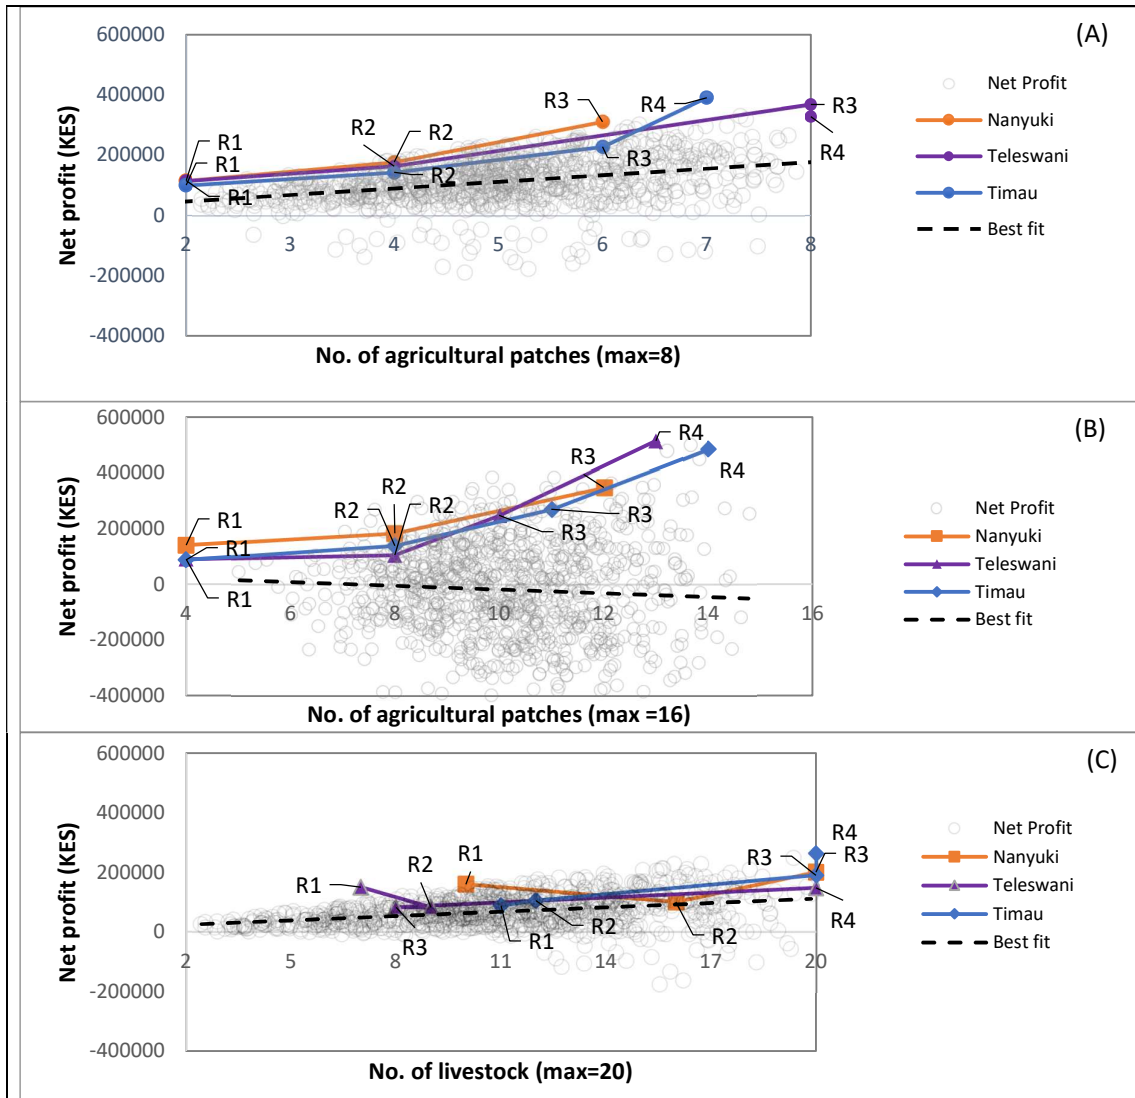 (A)
600000
400000
200000
0
-200000
-400000
Net profit (KES)
2 3 4 5 6 7 8
No. of agricultural patches (max=8)
R1
R1
R1
R2
R2
R2
R3
R3
R4
R3
R4
Net Profit
Nanyuki
Teleswani
Timau
Best fit
(B)
600000
400000
200000
0
-200000
-400000
Net profit (KES)
4 6 8 10 12 14 16
No. of agricultural patches (max =16)
R1
R1
R1
R2
R2
R2
R3
R3
R3
R4
R4
Net Profit
Nanyuki
Teleswani
Timau
Best fit
(C)
600000
400000
200000
0
-200000
-400000
Net profit (KES)
2 5 8 11 14 17 20
No. of livestock (max=20)
R1
R2
R1
R3
R1
R2
R2
R3
R4
R3
R4
Net Profit
Nanyuki
Teleswani
Timau
Best fit